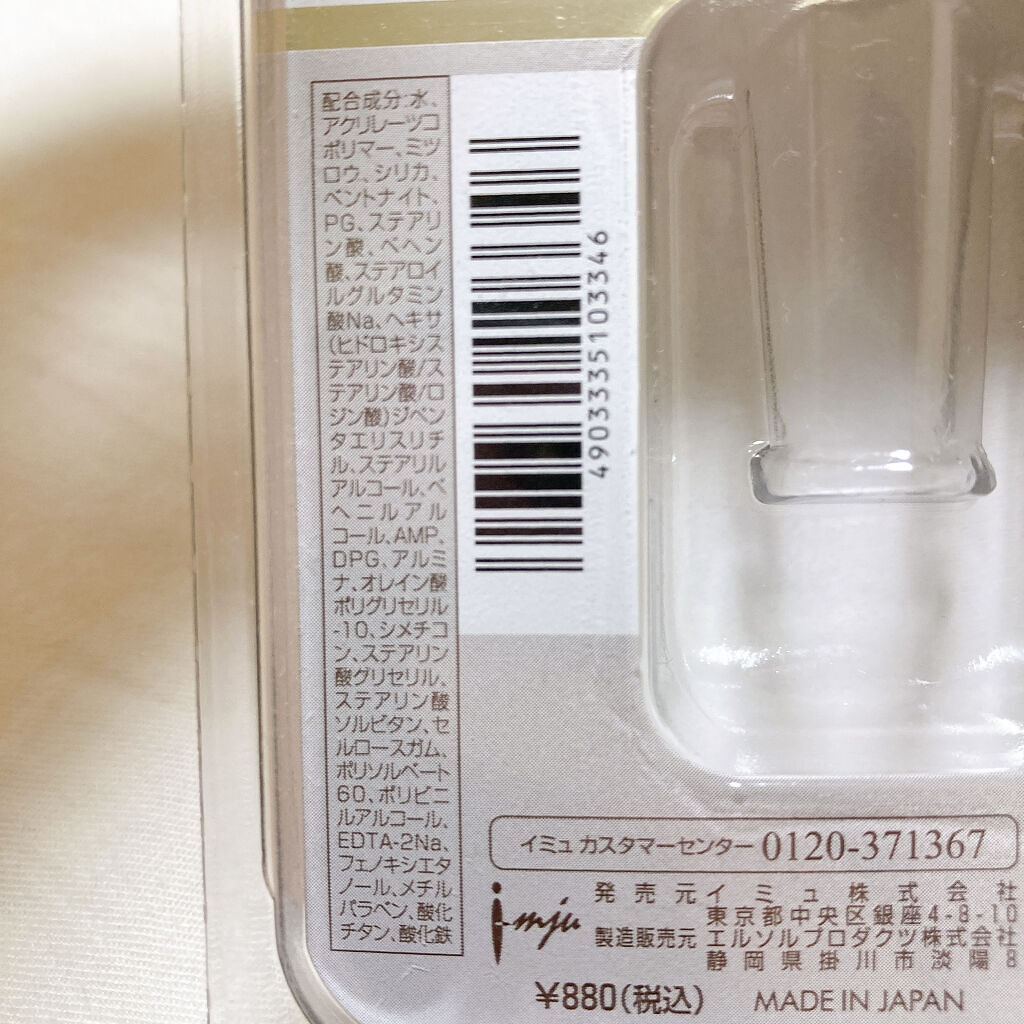 配合成分:水、
アクリレーツコ
ポリマー、ミツ
ロウ、シリカ、
ベントナイト、
PG、ステアリ
ン酸、ベヘン
酸、ステアロイ
ルグルタミン
酸Na、ヘキサ
(ヒドロキシス
テアリン酸/ス
テアリン酸/ロ
ジン酸)ジペン
タエリスリチ
ル、ステアリル
アルコール、ベ
ヘニルアル
コール、AMP、
DPG、アルミ
ナ、オレイン酸
ポリグリセリル
-10、シメチコ
ン、ステアリン
酸グリセリル、
ステアリン酸
ソルビタン、セ
ルロースガム、
ポリソルベート
60、ポリビニ
ルアルコール、
EDTA-2Na、
フェノキシエタ
ノール、メチル
パラベン、酸化
チタン、酸化鉄
4903335103346
イミュ カスタマーセンター 0120-371367
i-mju
発売元 イミュ株式会社
東京都中央区銀座4-8-10
製造販売元 エルソルプロダクツ株式会社
静岡県掛川市淡陽8
¥880(税込) MADE IN JAPAN